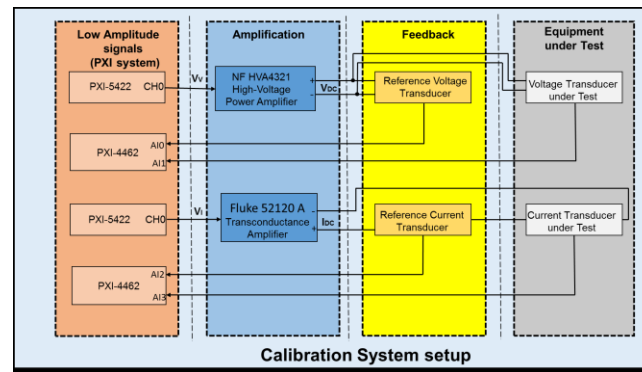 Low Amplitude
signals
(PXI system)
Amplification
Feedback
Equipment
under Test
PXI-5422 CH0
VV
NF HVA4321
High-Voltage
Power Amplifier
+
-
VDC
Reference Voltage
Transducer
Voltage Transducer
under Test
PXI-4462
AI0
AI1
PXI-5422 CH0
VI
Fluke 52120 A
Transconductance
Amplifier
-
+
IDC
Reference Current
Transducer
Current Transducer
under Test
PXI-4462
AI2
AI3
Calibration System setup